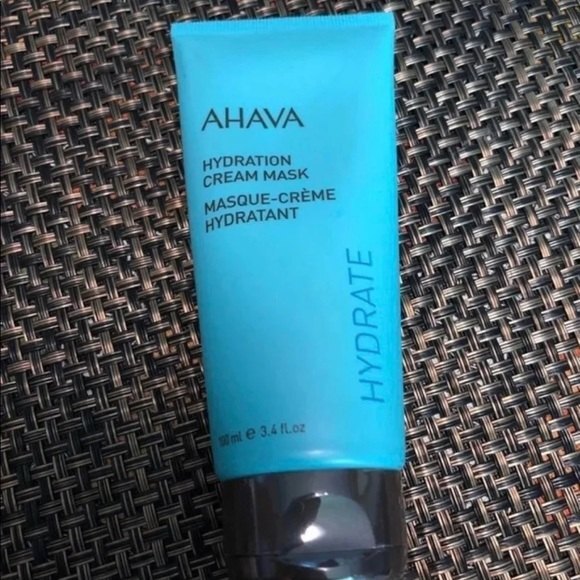 AHAVA
HYDRATION
CREAM MASK
MASQUE-CRÈME
HYDRATANT
HYDRATE
100 ml e 3.4 fl.oz